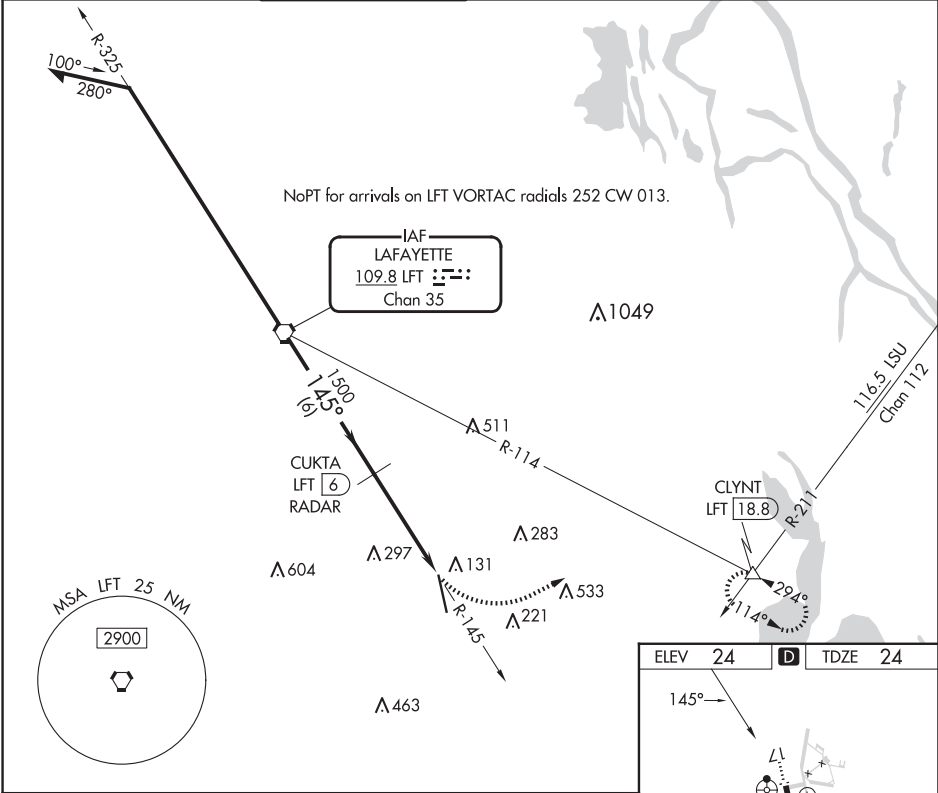 R-325
100°
280°
NoPT for arrivals on LFT VORTAC radials 252 CW 013.
IAF
LAFAYETTE
109.8 LFT
Chan 35
1049
1500
145°
(6)
116.5 LSU
Chan 112
511
R-114
CUKTA
LFT 6
RADAR
CLYNT
LFT 18.8
R-211
283
297
131
604
533
221
294°
114°
R-145
MSA LFT 25 NM
2900
463
ELEV 24 D TDZE 24
145°
17